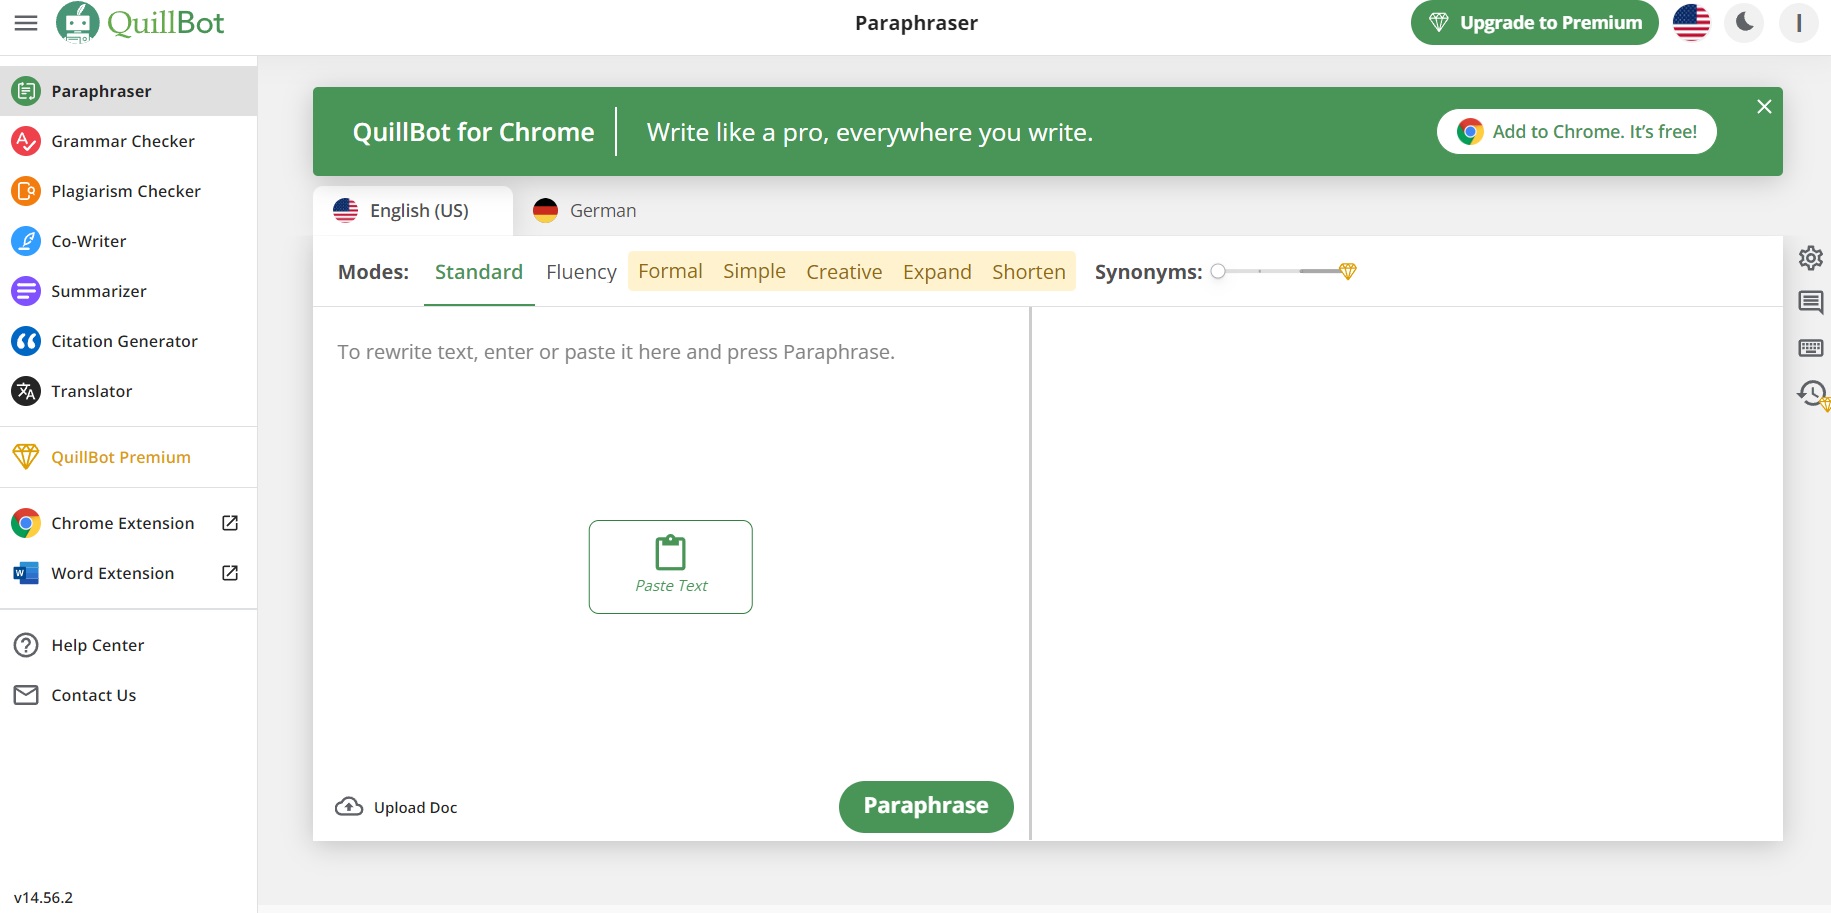 QuillBot
Paraphraser
Upgrade to Premium
I
Paraphraser
Grammar Checker
Plagiarism Checker
Co-Writer
Summarizer
Citation Generator
Translator
QuillBot Premium
Chrome Extension
Word Extension
Help Center
Contact Us
v14.56.2
QuillBot for Chrome
Write like a pro, everywhere you write.
Add to Chrome. It’s free!
English (US)
German
Modes: Standard Fluency Formal Simple Creative Expand Shorten Synonyms:
To rewrite text, enter or paste it here and press Paraphrase.
Paste Text
Upload Doc
Paraphrase